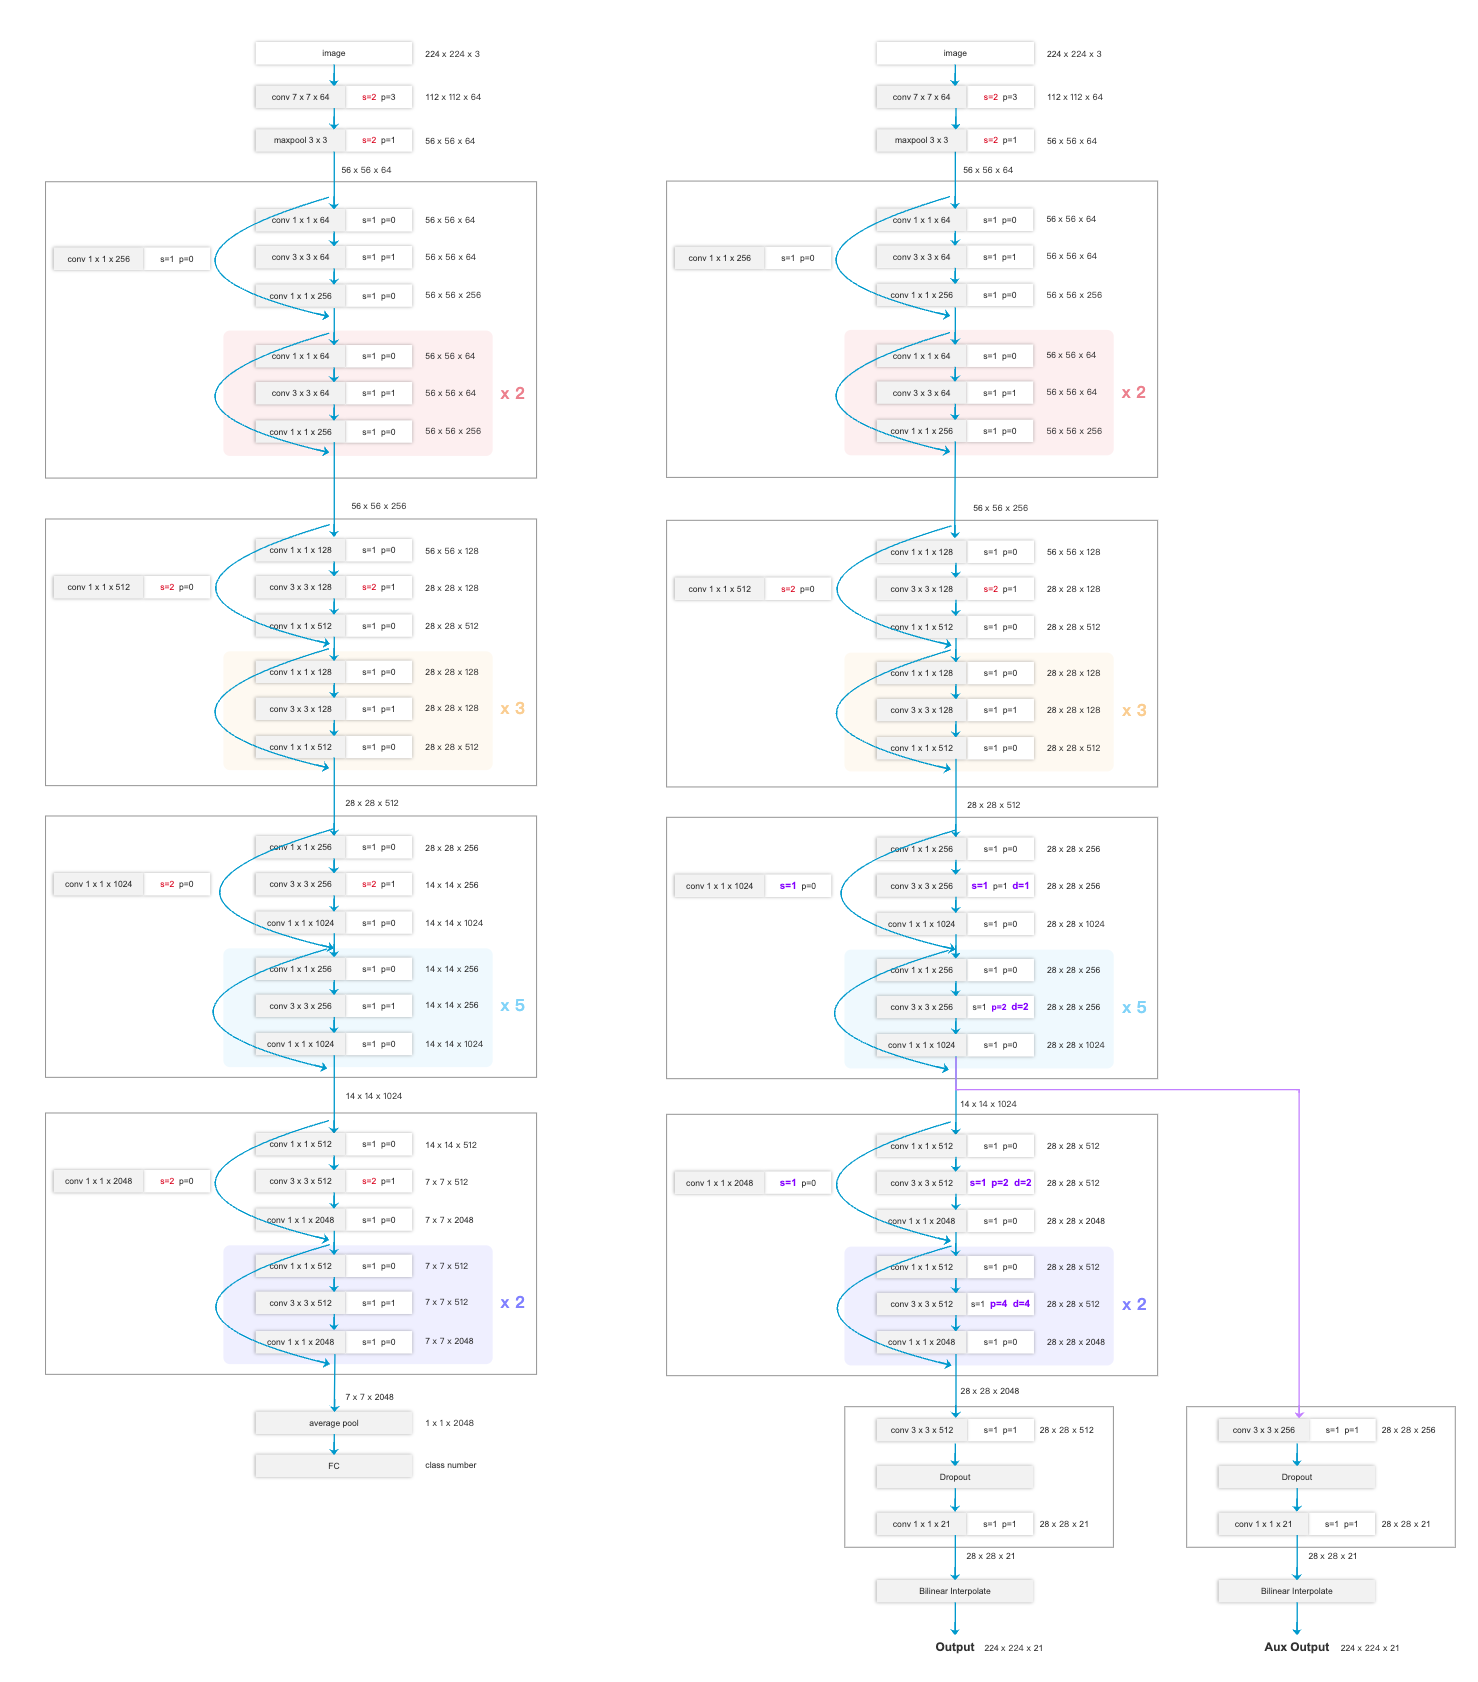 image 224 x 224 x 3
conv 7 x 7 x 64 s=2 p=3 112 x 112 x 64
maxpool 3 x 3 s=2 p=1 56 x 56 x 64
56 x 56 x 64
conv 1 x 1 x 64 s=1 p=0 56 x 56 x 64
conv 1 x 1 x 256 s=1 p=0
conv 3 x 3 x 64 s=1 p=1 56 x 56 x 64
conv 1 x 1 x 256 s=1 p=0 56 x 56 x 256
conv 1 x 1 x 64 s=1 p=0 56 x 56 x 64
conv 3 x 3 x 64 s=1 p=1 56 x 56 x 64 x 2
conv 1 x 1 x 256 s=1 p=0 56 x 56 x 256
56 x 56 x 256
conv 1 x 1 x 128 s=1 p=0 56 x 56 x 128
conv 1 x 1 x 512 s=2 p=0 conv 3 x 3 x 128 s=2 p=1 28 x 28 x 128
conv 1 x 1 x 512 s=1 p=0 28 x 28 x 512
conv 1 x 1 x 128 s=1 p=0 28 x 28 x 128
conv 3 x 3 x 128 s=1 p=1 28 x 28 x 128 x 3
conv 1 x 1 x 512 s=1 p=0 28 x 28 x 512
28 x 28 x 512
conv 1 x 1 x 256 s=1 p=0 28 x 28 x 256
conv 1 x 1 x 1024 s=2 p=0 conv 3 x 3 x 256 s=2 p=1 14 x 14 x 256
conv 1 x 1 x 1024 s=1 p=0 14 x 14 x 1024
conv 1 x 1 x 256 s=1 p=0 14 x 14 x 256
conv 3 x 3 x 256 s=1 p=1 14 x 14 x 256 x 5
conv 1 x 1 x 1024 s=1 p=0 14 x 14 x 1024
14 x 14 x 1024
conv 1 x 1 x 512 s=1 p=0 14 x 14 x 512
conv 1 x 1 x 2048 s=2 p=0 conv 3 x 3 x 512 s=2 p=1 7 x 7 x 512
conv 1 x 1 x 2048 s=1 p=0 7 x 7 x 2048
conv 1 x 1 x 512 s=1 p=0 7 x 7 x 512
conv 3 x 3 x 512 s=1 p=1 7 x 7 x 512 x 2
conv 1 x 1 x 2048 s=1 p=0 7 x 7 x 2048
7 x 7 x 2048
average pool 1 x 1 x 2048
FC class number
image 224 x 224 x 3
conv 7 x 7 x 64 s=2 p=3 112 x 112 x 64
maxpool 3 x 3 s=2 p=1 56 x 56 x 64
56 x 56 x 64
conv 1 x 1 x 64 s=1 p=0 56 x 56 x 64
conv 1 x 1 x 256 s=1 p=0 conv 3 x 3 x 64 s=1 p=1 56 x 56 x 64
conv 1 x 1 x 256 s=1 p=0 56 x 56 x 256
conv 1 x 1 x 64 s=1 p=0 56 x 56 x 64
conv 3 x 3 x 64 s=1 p=1 56 x 56 x 64 x 2
conv 1 x 1 x 256 s=1 p=0 56 x 56 x 256
56 x 56 x 256
conv 1 x 1 x 128 s=1 p=0 56 x 56 x 128
conv 1 x 1 x 512 s=2 p=0 conv 3 x 3 x 128 s=2 p=1 28 x 28 x 128
conv 1 x 1 x 512 s=1 p=0 28 x 28 x 512
conv 1 x 1 x 128 s=1 p=0 28 x 28 x 128
conv 3 x 3 x 128 s=1 p=1 28 x 28 x 128 x 3
conv 1 x 1 x 512 s=1 p=0 28 x 28 x 512
28 x 28 x 512
conv 1 x 1 x 256 s=1 p=0 28 x 28 x 256
conv 1 x 1 x 1024 s=1 p=0 conv 3 x 3 x 256 s=1 p=1 d=1 28 x 28 x 256
conv 1 x 1 x 1024 s=1 p=0 28 x 28 x 1024
conv 1 x 1 x 256 s=1 p=0 28 x 28 x 256
conv 3 x 3 x 256 s=1 p=2 d=2 28 x 28 x 256 x 5
conv 1 x 1 x 1024 s=1 p=0 28 x 28 x 1024
14 x 14 x 1024
conv 1 x 1 x 512 s=1 p=0 28 x 28 x 512
conv 1 x 1 x 2048 s=1 p=0 conv 3 x 3 x 512 s=1 p=2 d=2 28 x 28 x 512
conv 1 x 1 x 2048 s=1 p=0 28 x 28 x 2048
conv 1 x 1 x 512 s=1 p=0 28 x 28 x 512
conv 3 x 3 x 512 s=1 p=4 d=4 28 x 28 x 512 x 2
conv 1 x 1 x 2048 s=1 p=0 28 x 28 x 2048
28 x 28 x 2048
conv 3 x 3 x 512 s=1 p=1 28 x 28 x 512
Dropout
conv 1 x 1 x 21 s=1 p=1 28 x 28 x 21
28 x 28 x 21
Bilinear Interpolate
Output 224 x 224 x 21
conv 3 x 3 x 256 s=1 p=1 28 x 28 x 256
Dropout
conv 1 x 1 x 21 s=1 p=1 28 x 28 x 21
28 x 28 x 21
Bilinear Interpolate
Aux Output 224 x 224 x 21